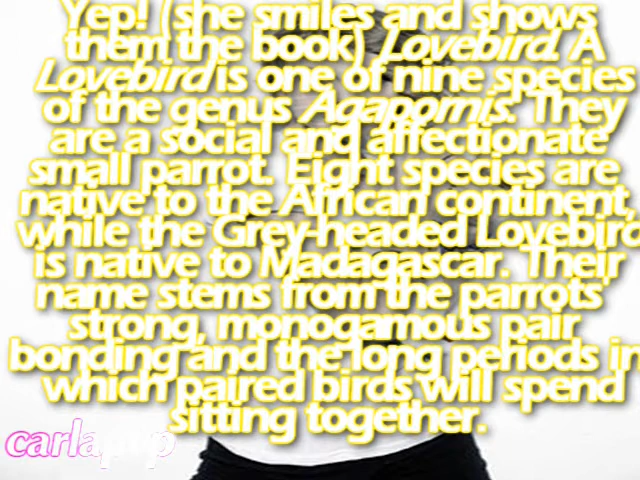 Yep! (she smiles and shows
them the book) Lovebird. A
Lovebird is one of nine species
of the genus Agapornis. They
are a social and affectionate
small parrot. Eight species are
native to the African continent,
while the Grey-headed Lovebird
is native to Madagascar. Their
name stems from the parrots'
strong, monogamous pair
bonding and the long periods in
which paired birds will spend
sitting together.
carlapvp